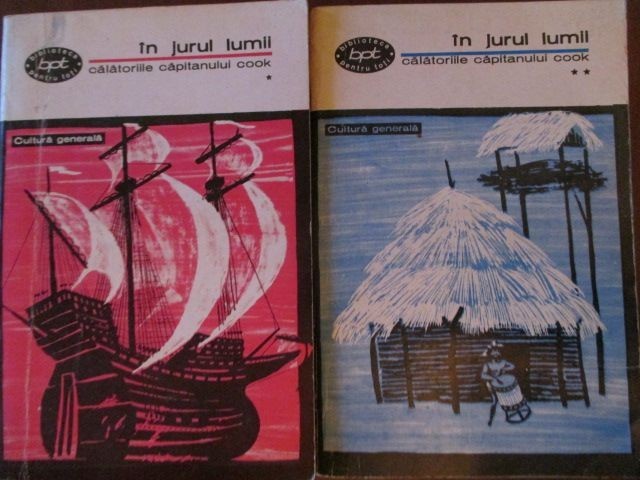 biblioteca
bpt
pentru toți
în jurul lumii
călătoriile căpitanului cook
*
Cultură generală
biblioteca
bpt
pentru toți
în jurul lumii
călătoriile căpitanului cook
**
Cultură generală